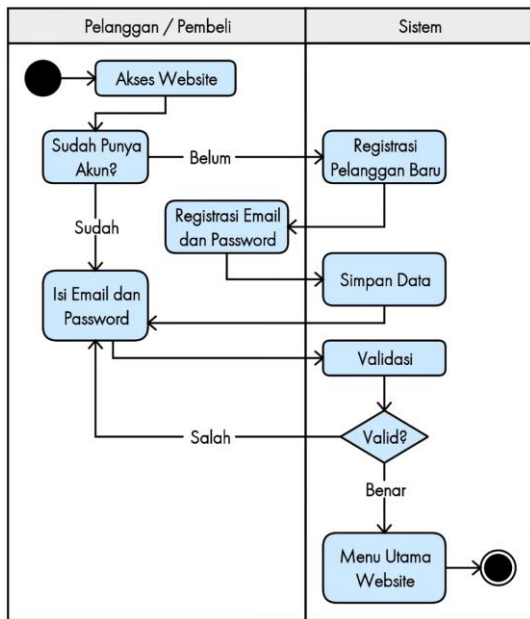 Pelanggan / Pembeli
Sistem
Akses Website
Sudah Punya
Akun?
Belum
Registrasi
Pelanggan Baru
Registrasi Email
dan Password
Sudah
Simpan Data
Isi Email dan
Password
Validasi
Salah
Valid?
Benar
Menu Utama
Website